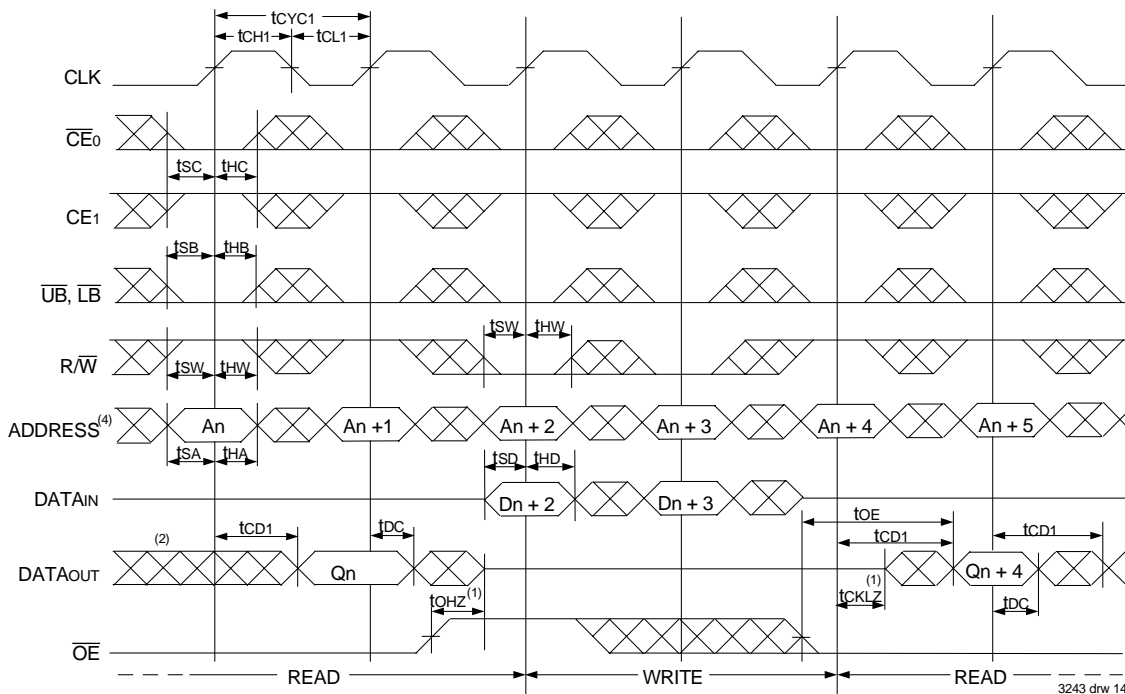 tCYC1
tCH1 tCL1
CLK
CE0
tSC tHC
CE1
tSB tHB
UB, LB
tSW tHW
R/W
tSW tHW
ADDRESS(4) An An +1 An + 2 An + 3 An + 4 An + 5
tSA tHA tSD tHD
DATAIN Dn + 2 Dn + 3
tOE
tCD1 tDC tCD1 tCD1
(2)
DATAOUT Qn Qn + 4
tOHZ(1) tCKLZ(1) tDC
OE
READ WRITE READ
3243 drw 14